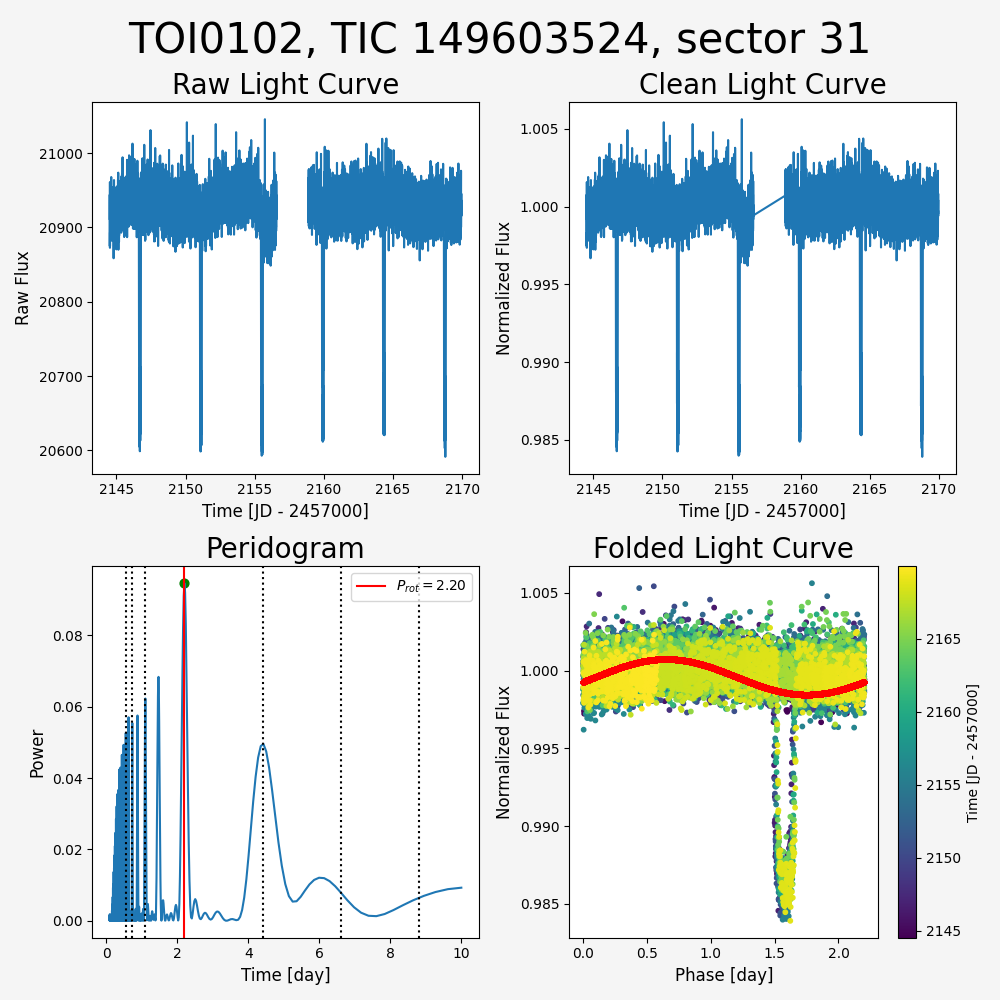 TOI0102, TIC 149603524, sector 31
Raw Light Curve
Raw Flux
21000
20900
20800
20700
20600
2145 2150 2155 2160 2165 2170
Time [JD - 2457000]
Clean Light Curve
Normalized Flux
1.005
1.000
0.995
0.990
0.985
2145 2150 2155 2160 2165 2170
Time [JD - 2457000]
Peridogram
Power
0.08
0.06
0.04
0.02
0.00
P_rot = 2.20
0 2 4 6 8 10
Time [day]
Folded Light Curve
Normalized Flux
1.005
1.000
0.995
0.990
0.985
0.0 0.5 1.0 1.5 2.0
Phase [day]
2165
2160
2155
2150
2145
Time [JD - 2457000]